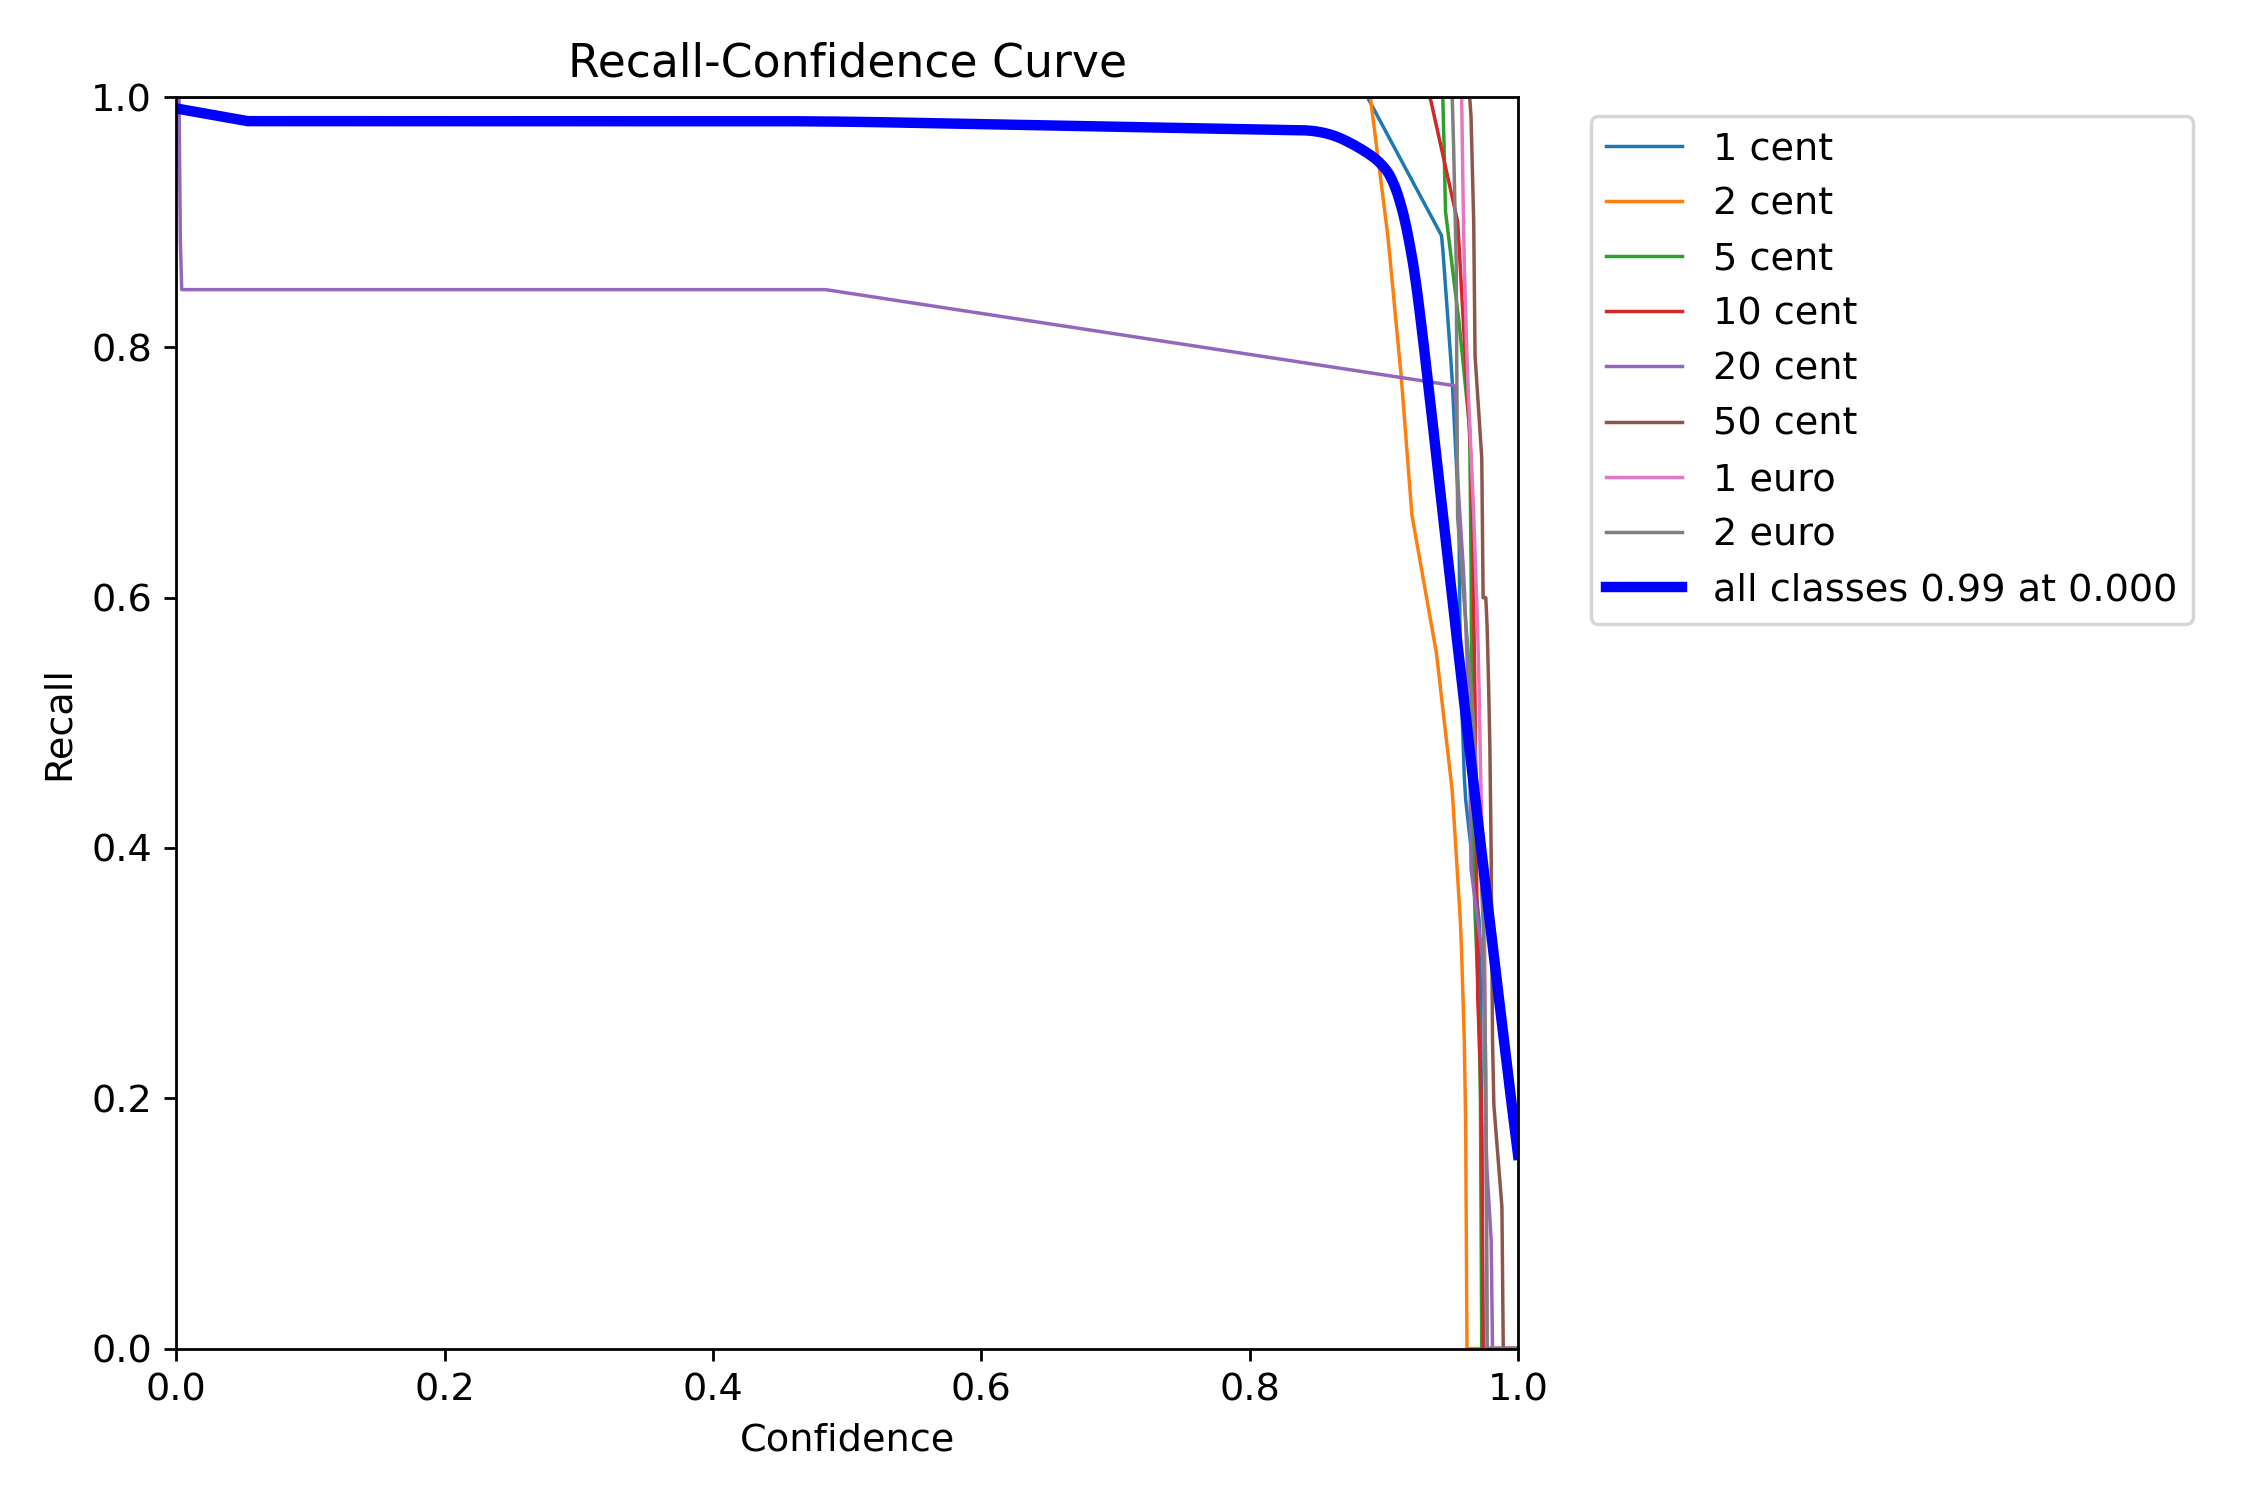 Recall-Confidence Curve
1.0
0.8
0.6
0.4
0.2
0.0
Recall
0.0 0.2 0.4 0.6 0.8 1.0
Confidence
1 cent
2 cent
5 cent
10 cent
20 cent
50 cent
1 euro
2 euro
all classes 0.99 at 0.000